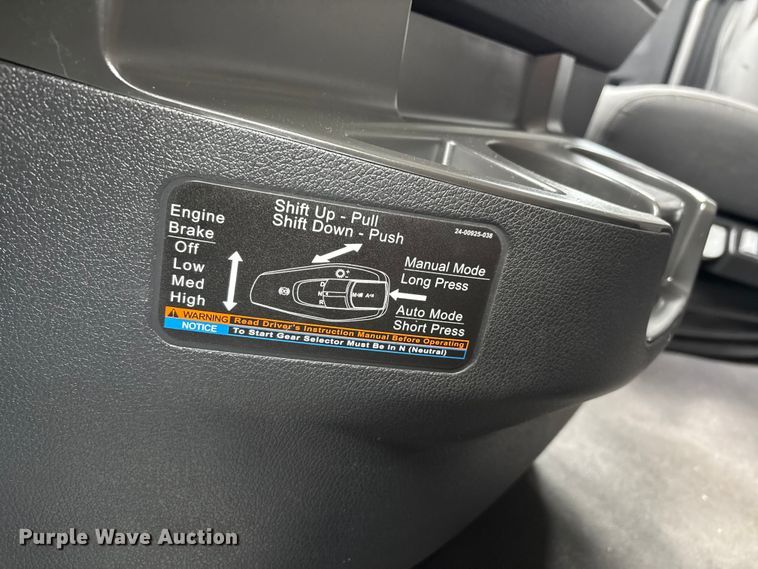 Engine
Brake
Off
Low
Med
High
Shift Up - Pull
Shift Down - Push
24-00925-038
Manual Mode
Long Press
Auto Mode
Short Press
D
N
R
WARNING Read Driver's Instruction Manual Before Operating
NOTICE To Start Gear Selector Must Be In N (Neutral)
Purple Wave Auction